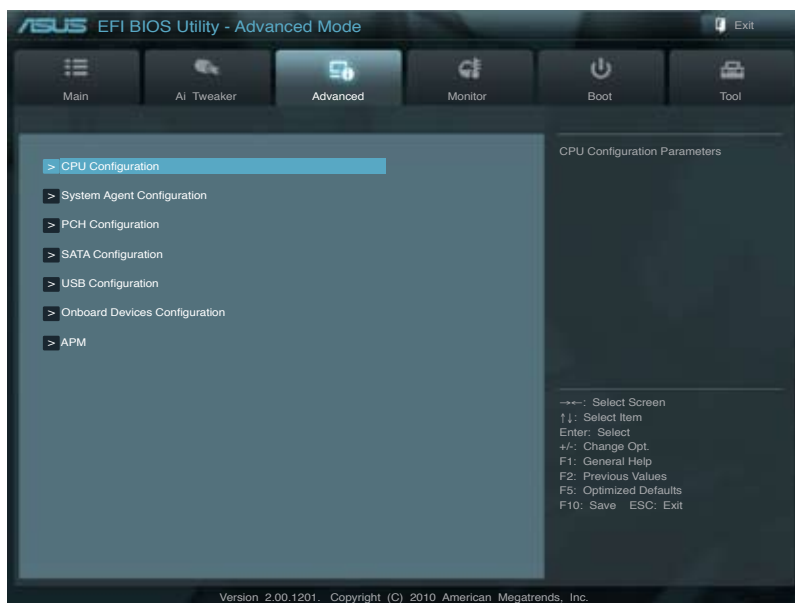 ASUS EFI BIOS Utility - Advanced Mode
Exit
Main
Ai Tweaker
Advanced
Monitor
Boot
Tool
> CPU Configuration
> System Agent Configuration
> PCH Configuration
> SATA Configuration
> USB Configuration
> Onboard Devices Configuration
> APM
CPU Configuration Parameters
→←: Select Screen
↑↓: Select Item
Enter: Select
+/-: Change Opt.
F1: General Help
F2: Previous Values
F5: Optimized Defaults
F10: Save ESC: Exit
Version 2.00.1201. Copyright (C) 2010 American Megatrends, Inc.